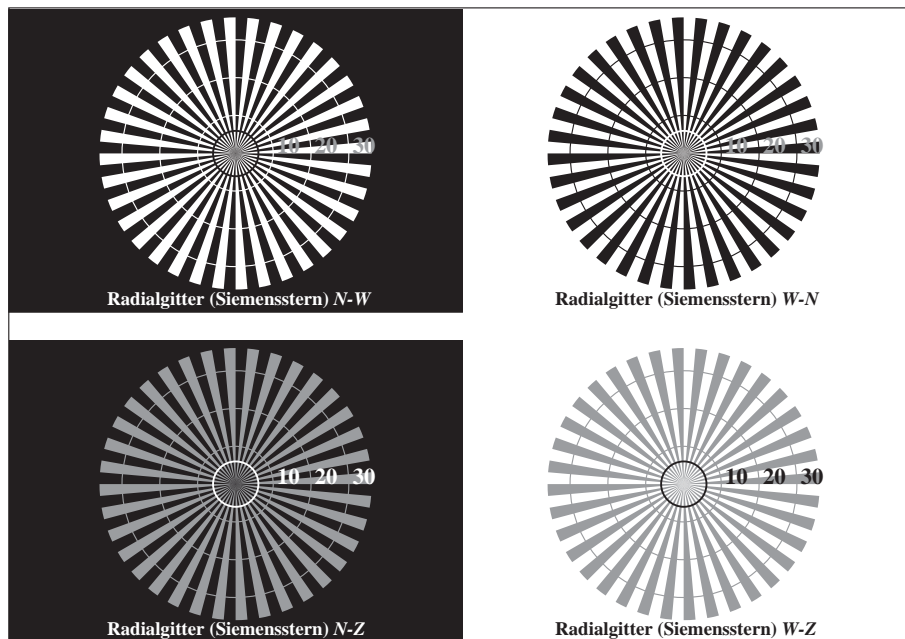 10 20 30
Radialgitter (Siemensstern) N-W
10 20 30
Radialgitter (Siemensstern) W-N
10 20 30
Radialgitter (Siemensstern) N-Z
10 20 30
Radialgitter (Siemensstern) W-Z